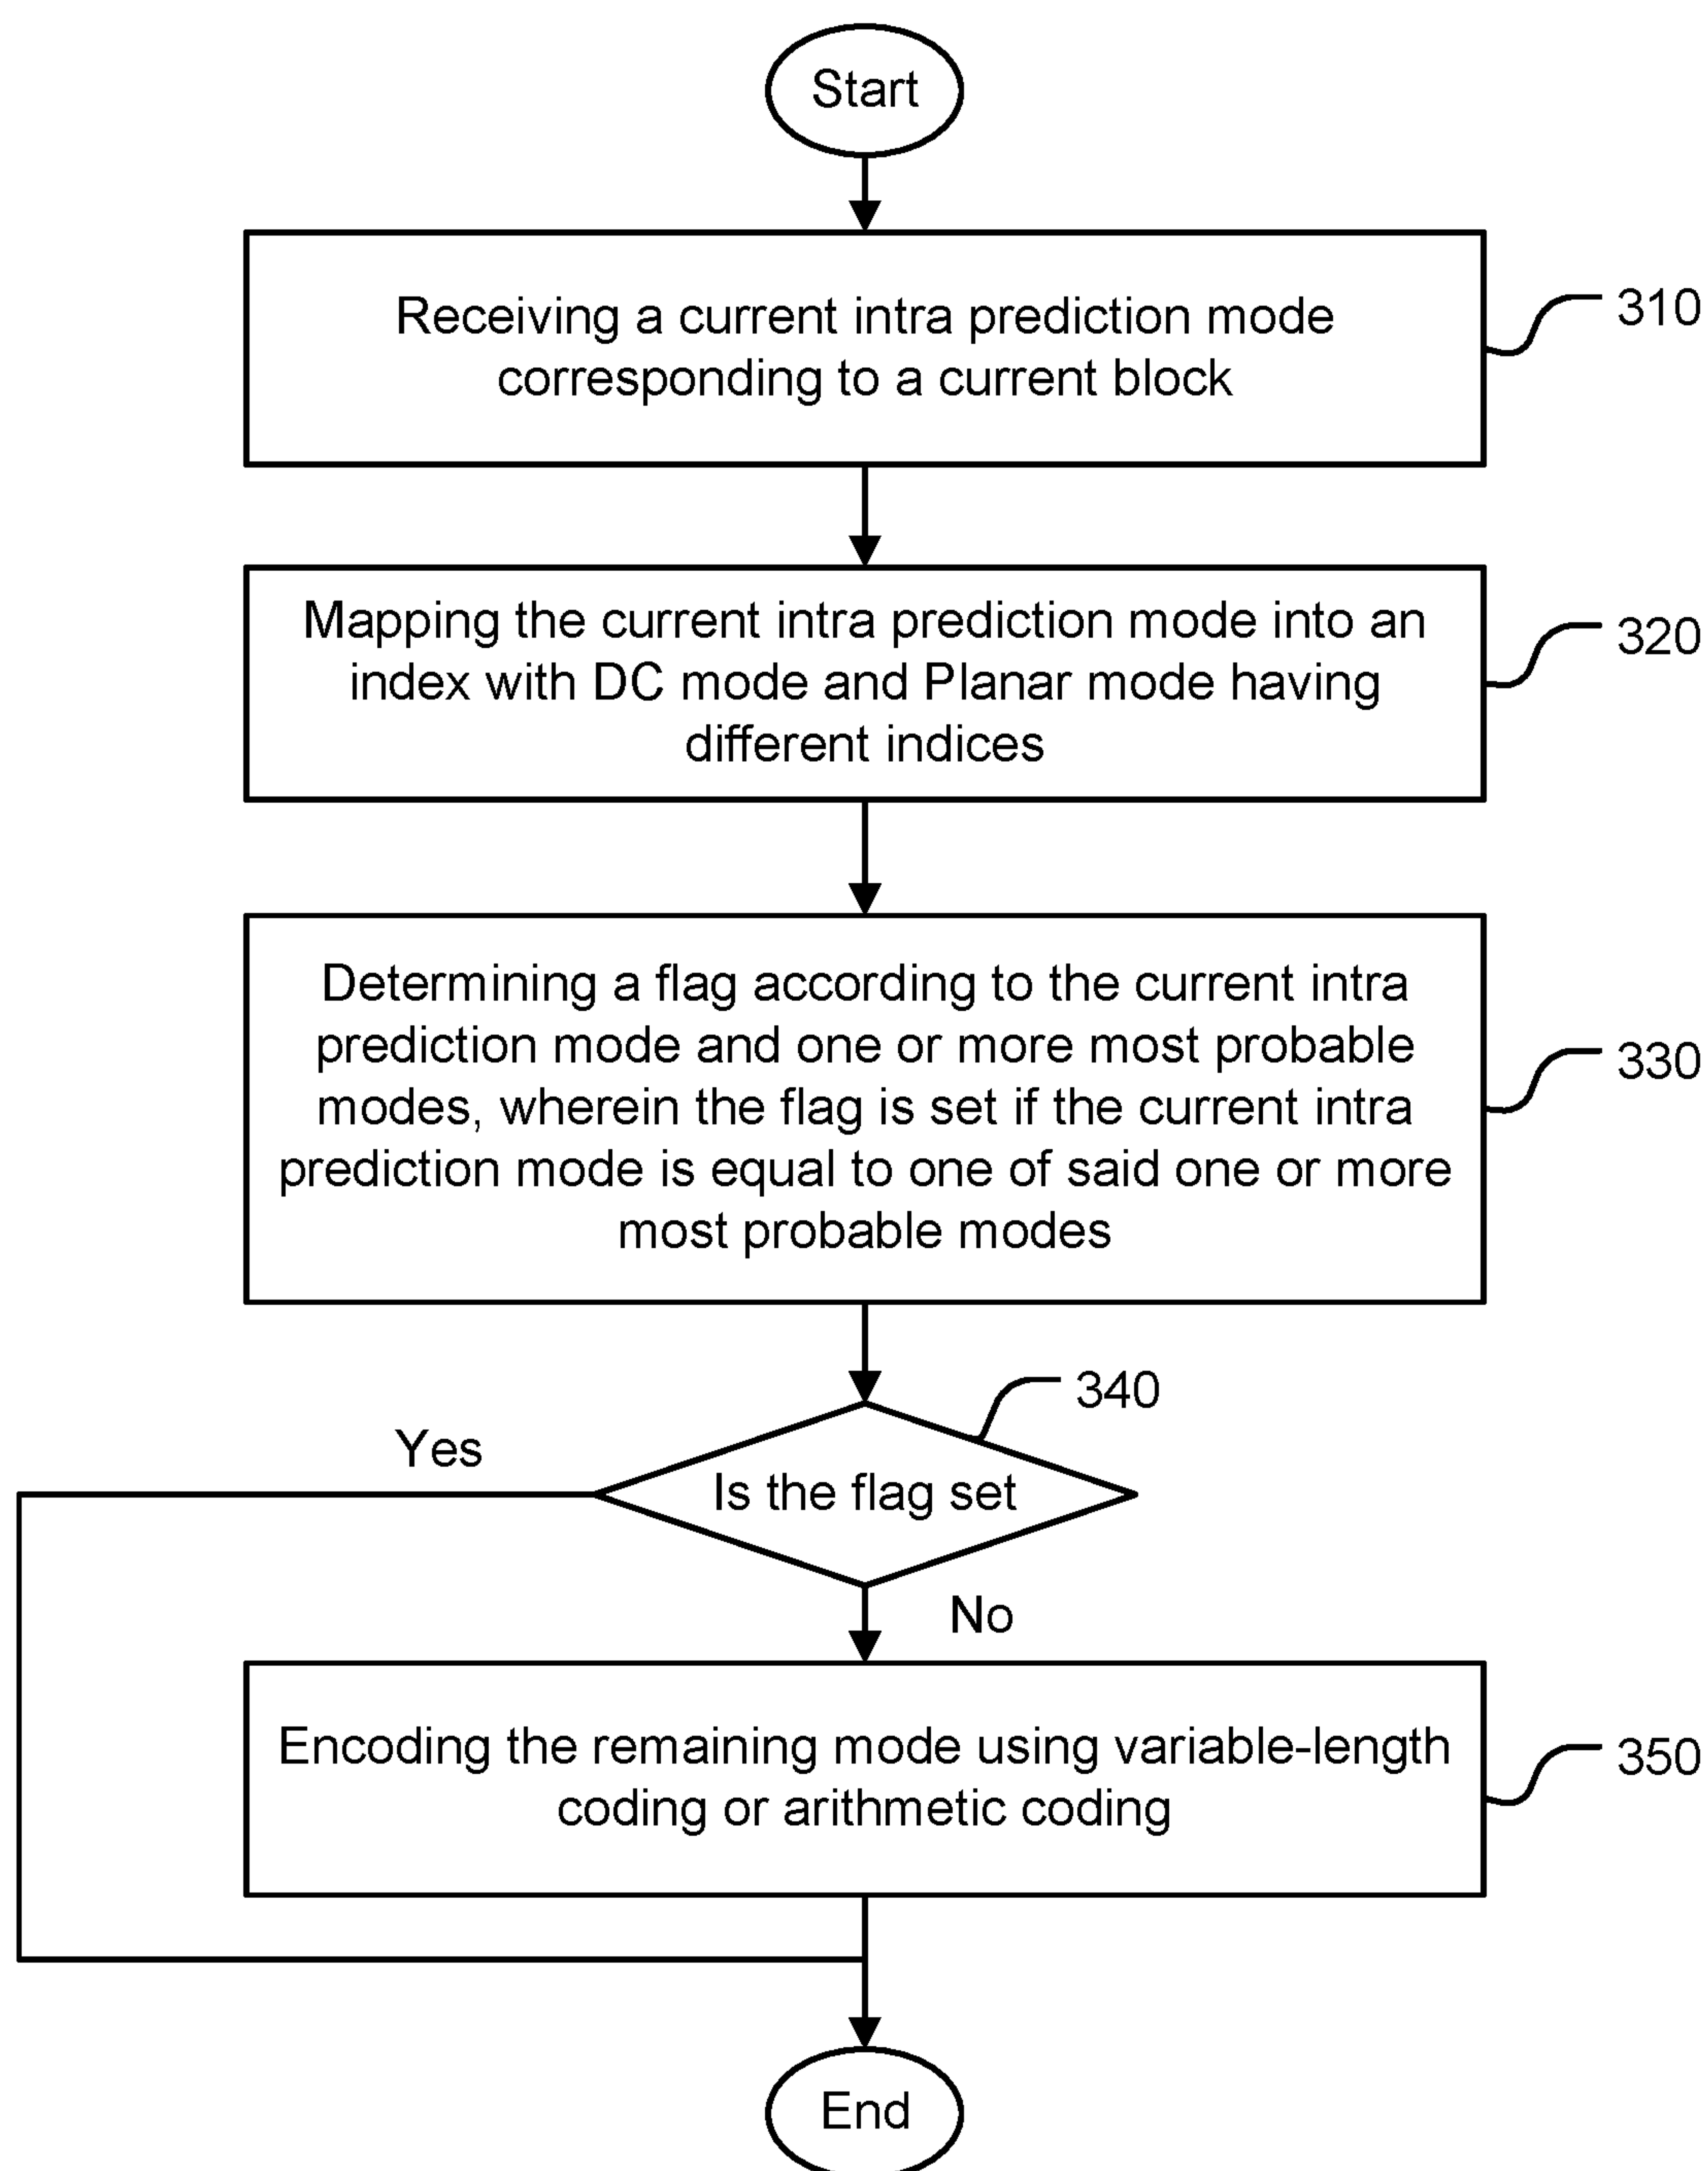 Start
Receiving a current intra prediction mode
corresponding to a current block
310
Mapping the current intra prediction mode into an
index with DC mode and Planar mode having
different indices
320
Determining a flag according to the current intra
prediction mode and one or more most probable
modes, wherein the flag is set if the current intra
prediction mode is equal to one of said one or more
most probable modes
330
340
Yes
Is the flag set
No
Encoding the remaining mode using variable-length
coding or arithmetic coding
350
End